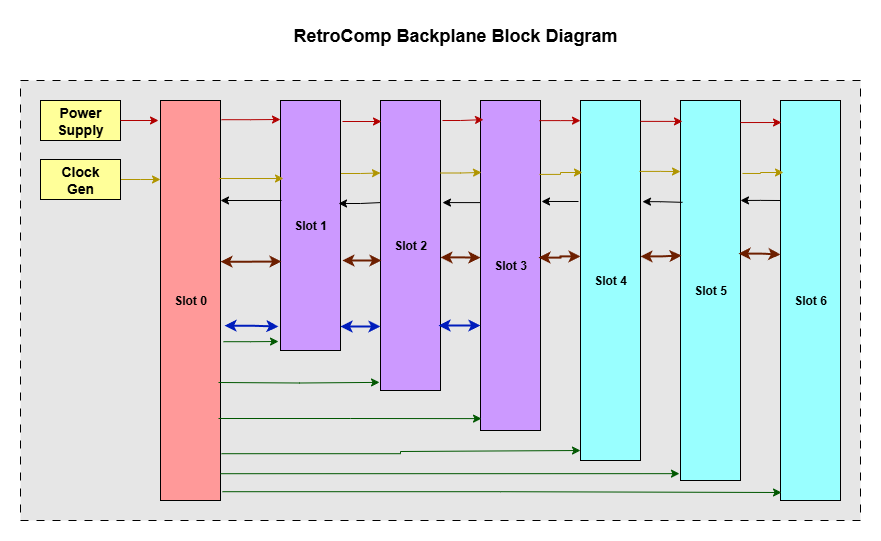 RetroComp Backplane Block Diagram
Power
Supply
Clock
Gen
Slot 0
Slot 1
Slot 2
Slot 3
Slot 4
Slot 5
Slot 6